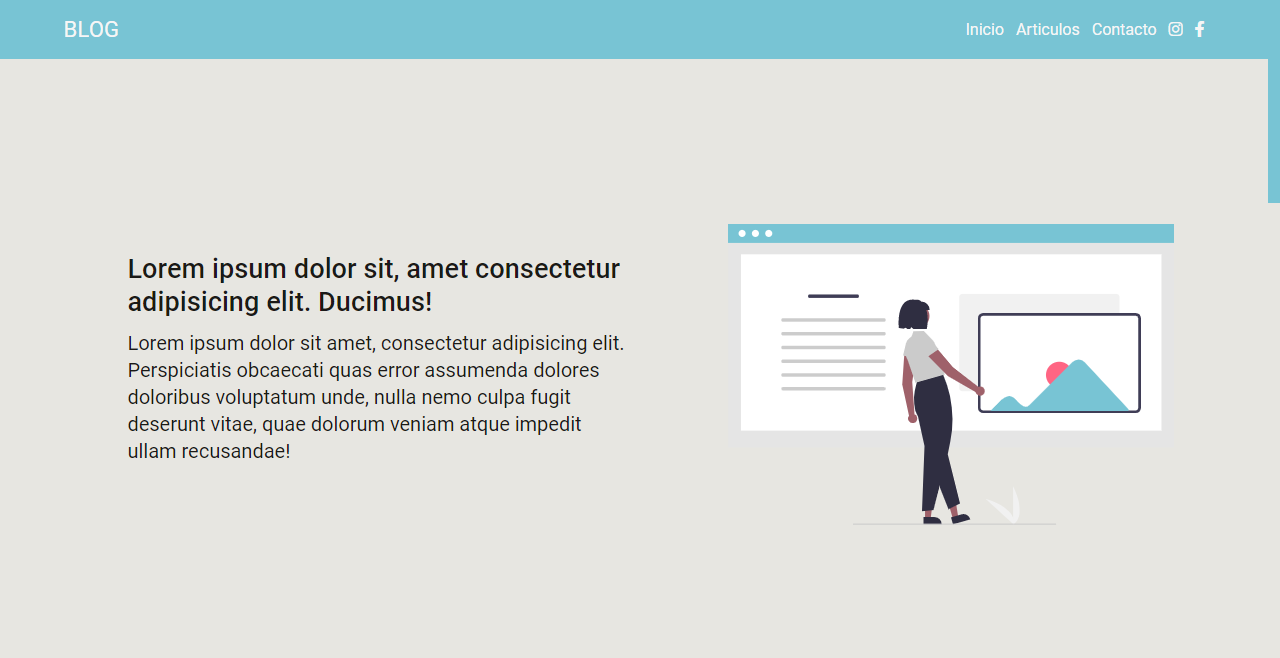 BLOG
Inicio Articulos Contacto
Lorem ipsum dolor sit, amet consectetur
adipisicing elit. Ducimus!
Lorem ipsum dolor sit amet, consectetur adipisicing elit.
Perspiciatis obcaecati quas error assumenda dolores
doloribus voluptatum unde, nulla nemo culpa fugit
deserunt vitae, quae dolorum veniam atque impedit
ullam recusandae!